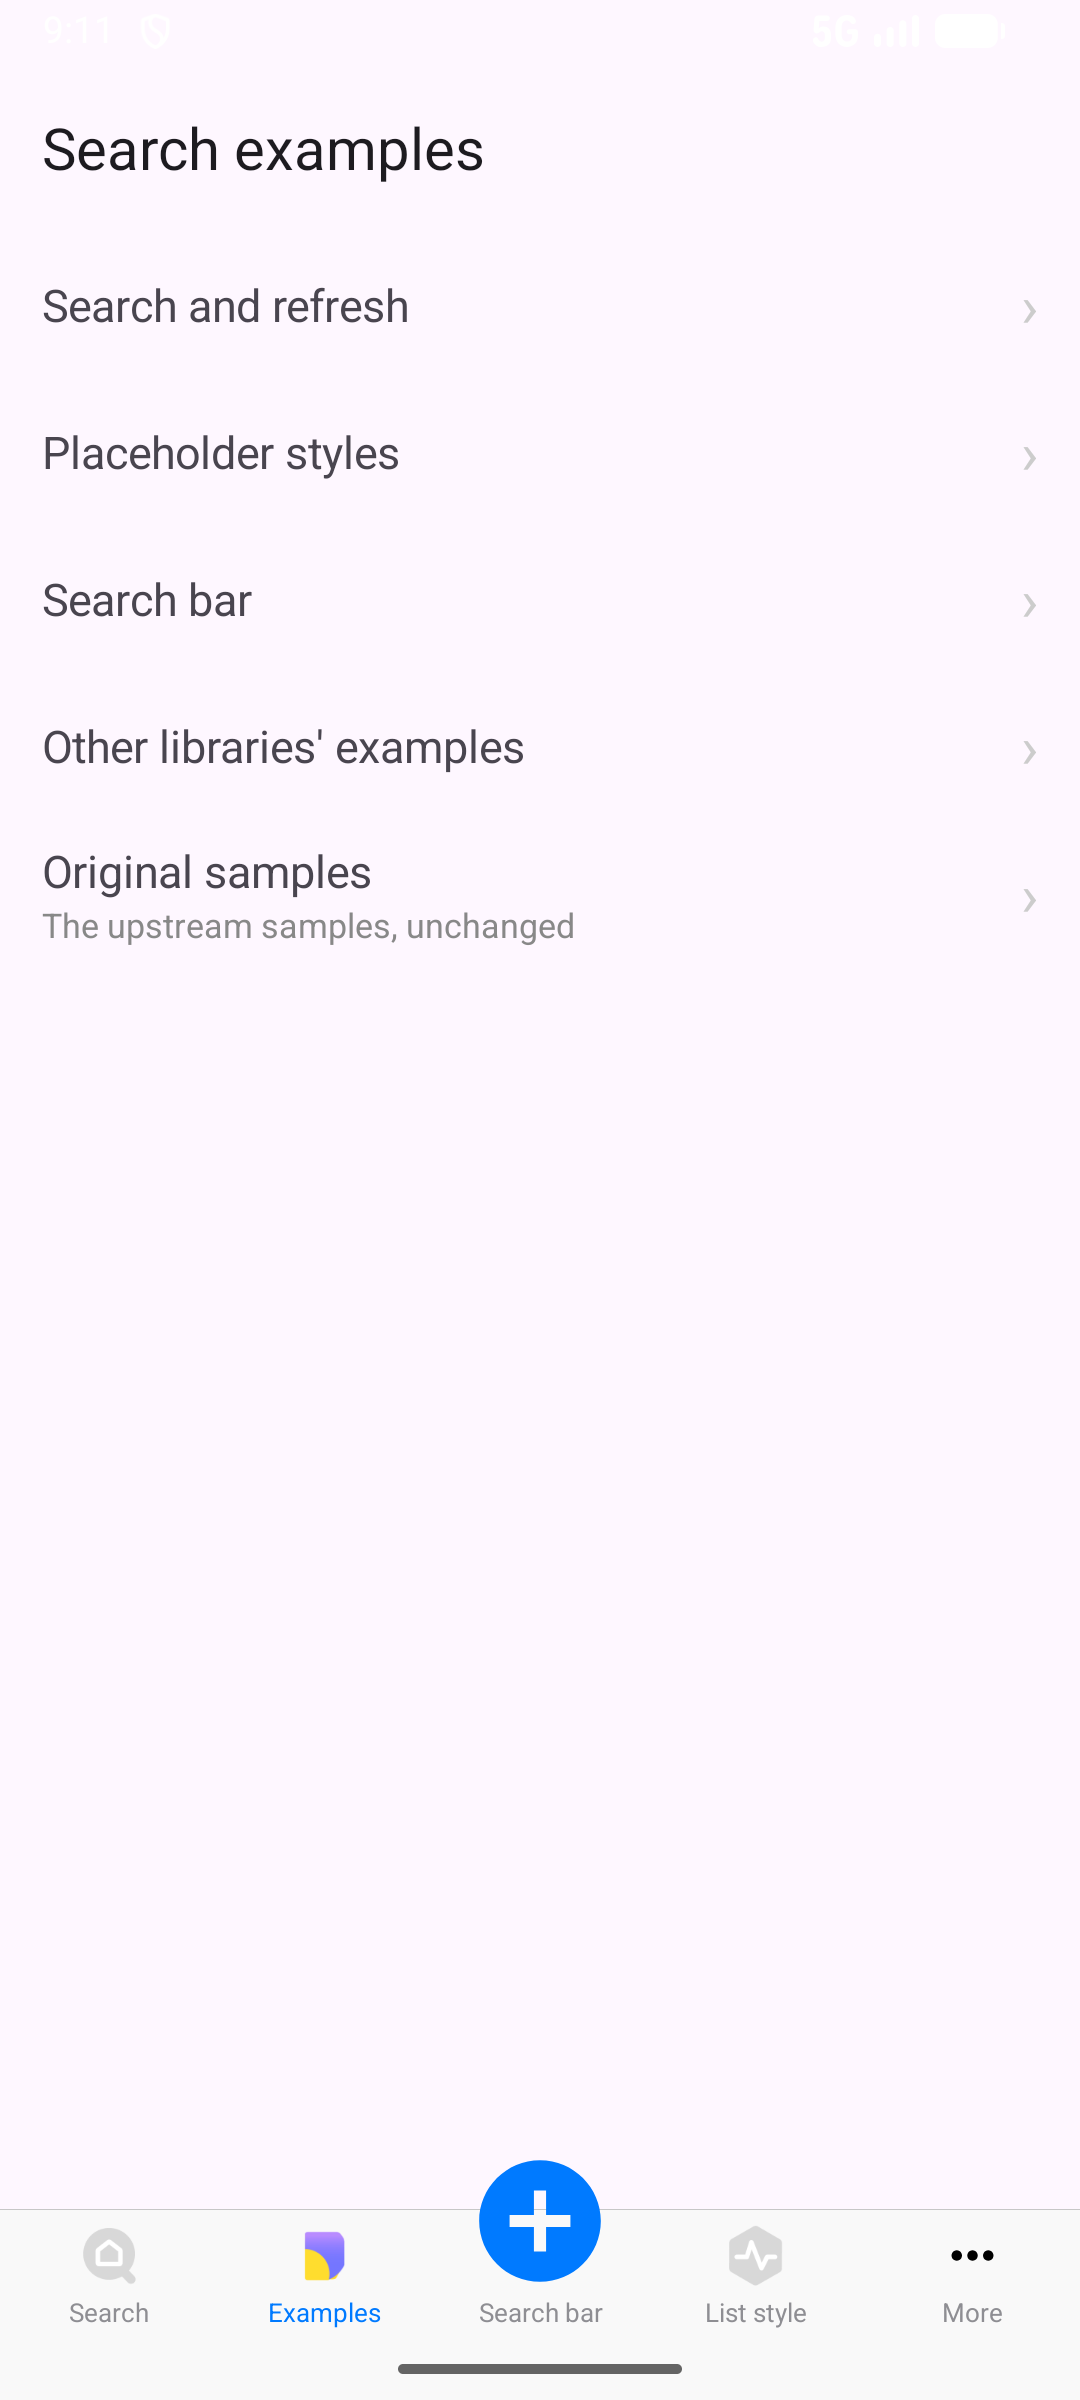 9:11
5G
Search examples
Search and refresh
Placeholder styles
Search bar
Other libraries' examples
Original samples
The upstream samples, unchanged
Search
Examples
Search bar
List style
More